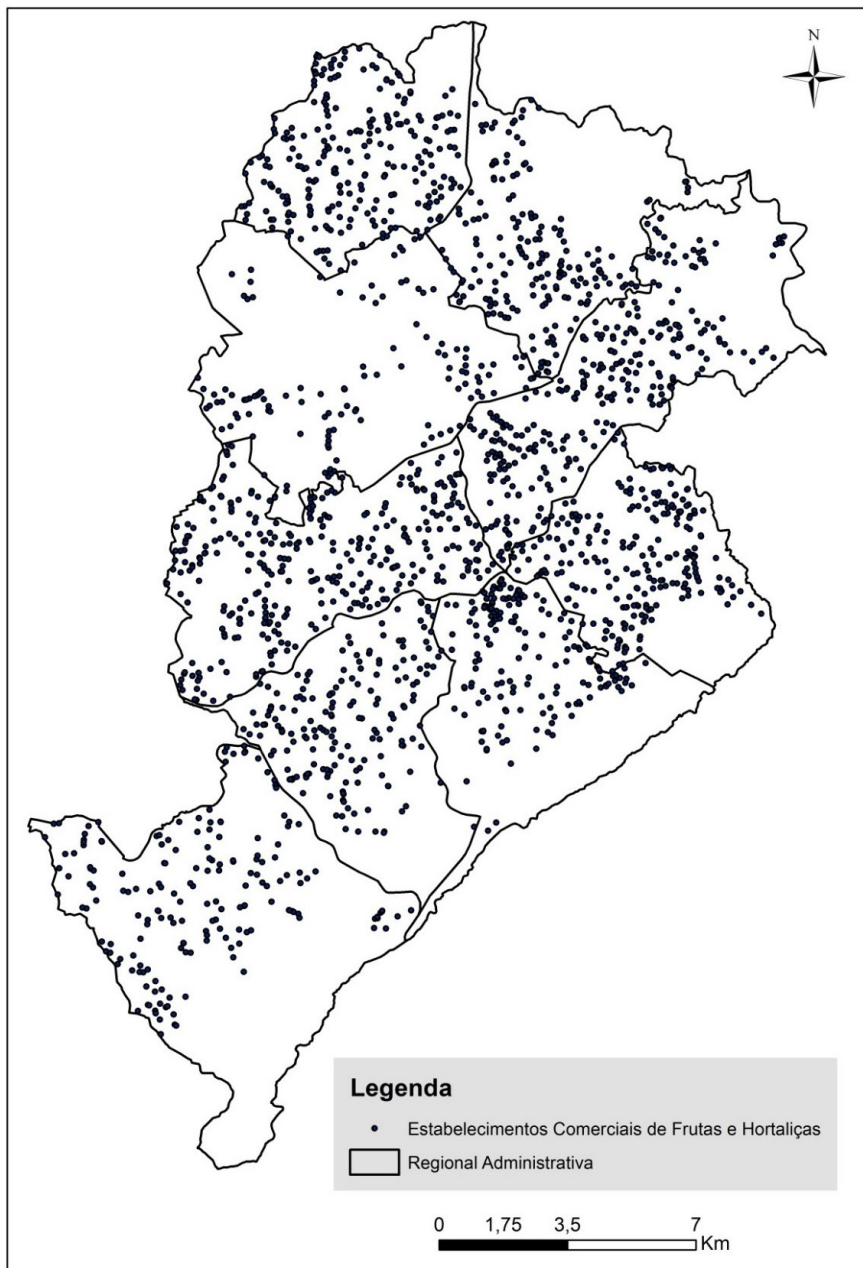 N
Legenda
Estabelecimentos Comerciais de Frutas e Hortaliças
Regional Administrativa
0 1,75 3,5 7
Km